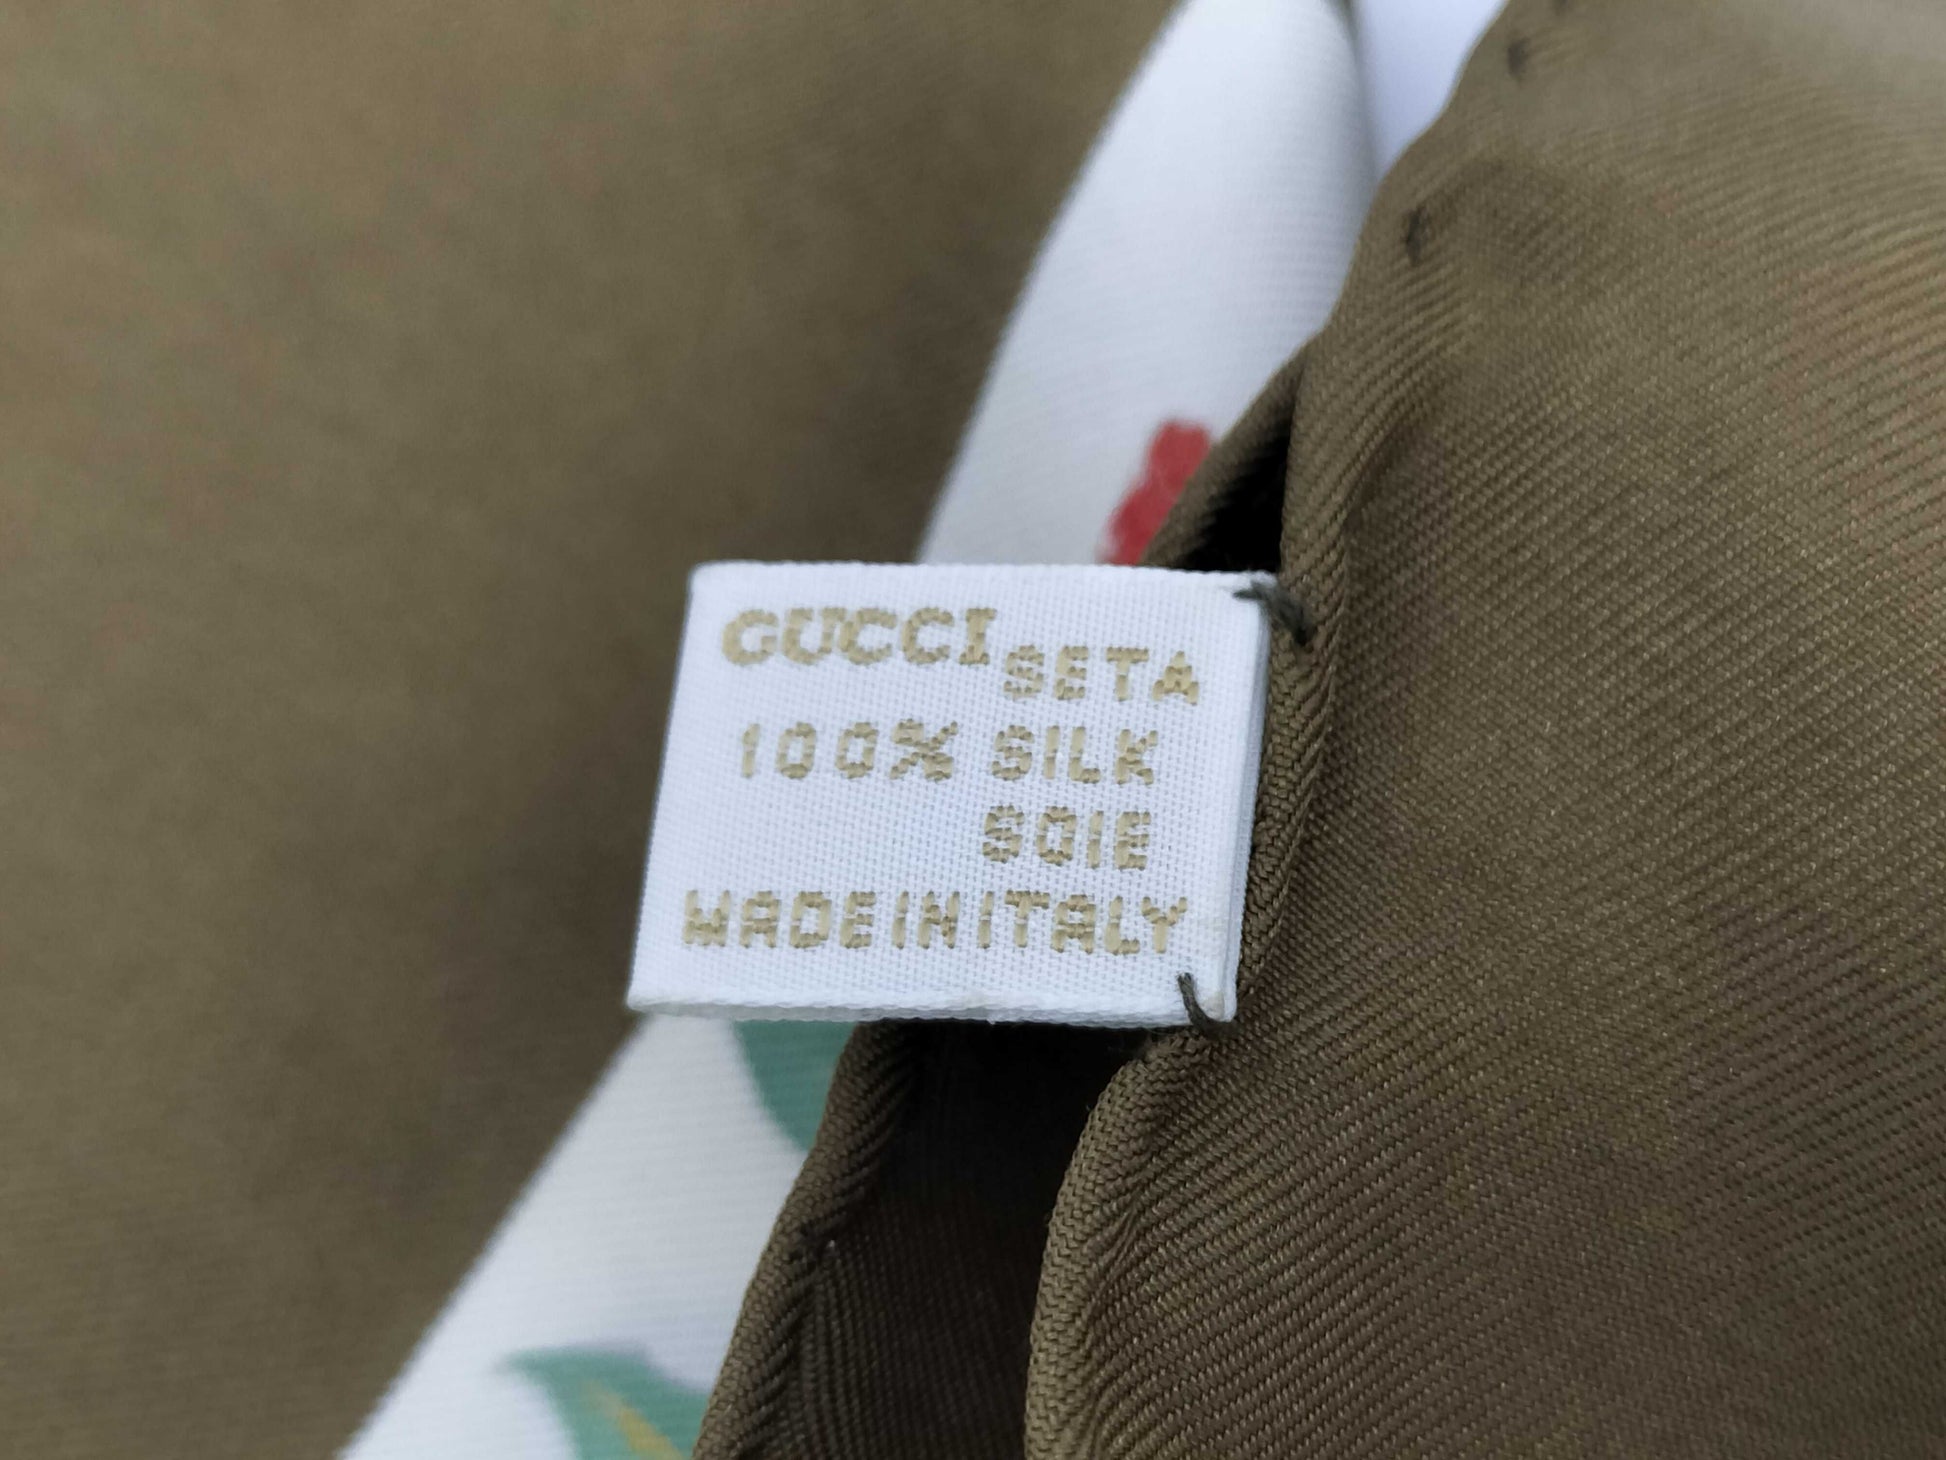 GUCCI SETA
100% SILK
SOIE
MADE IN ITALY